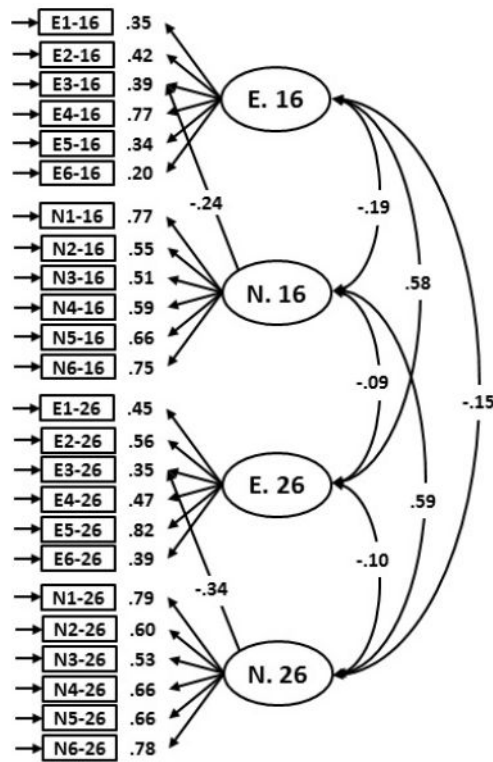 E1-16 .35
E2-16 .42
E3-16 .39
E4-16 .77
E5-16 .34
E6-16 .20
E. 16
-.24
-.19
N1-16 .77
N2-16 .55
N3-16 .51
N4-16 .59
N5-16 .66
N6-16 .75
N. 16
.58
-.09
-.15
E1-26 .45
E2-26 .56
E3-26 .35
E4-26 .47
E5-26 .82
E6-26 .39
E. 26
.59
-.10
-.34
N1-26 .79
N2-26 .60
N3-26 .53
N4-26 .66
N5-26 .66
N6-26 .78
N. 26